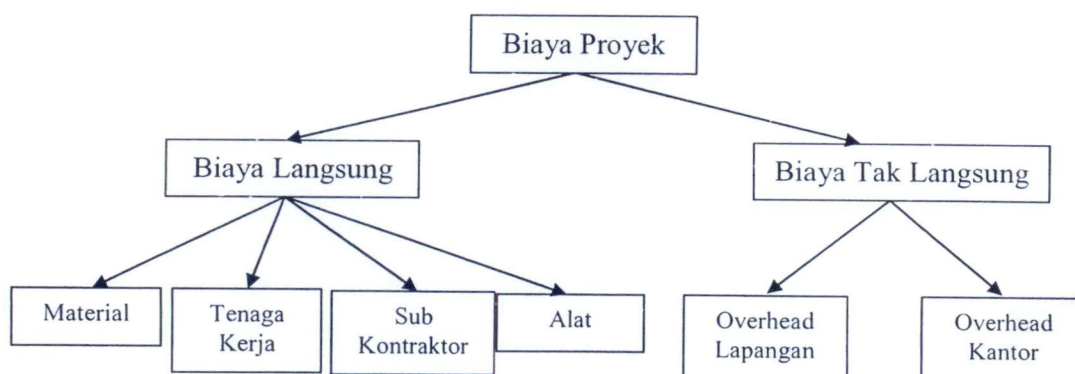 Biaya Proyek
Biaya Langsung
Biaya Tak Langsung
Material
Tenaga
Kerja
Sub
Kontraktor
Alat
Overhead
Lapangan
Overhead
Kantor